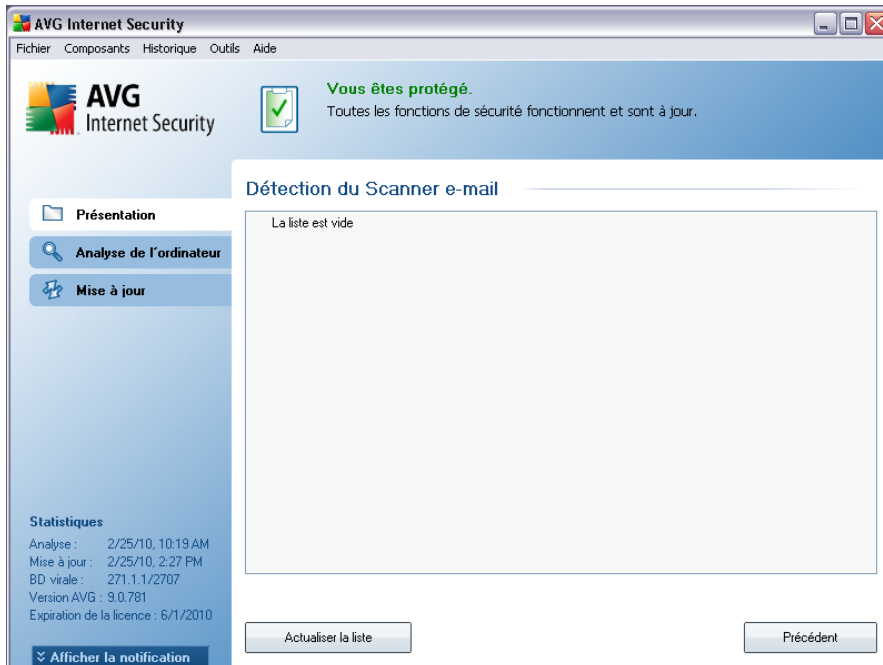 AVG Internet Security
Fichier Composants Historique Outils Aide
AVG
Internet Security
Vous êtes protégé.
Toutes les fonctions de sécurité fonctionnent et sont à jour.
Détection du Scanner e-mail
La liste est vide
Présentation
Analyse de l'ordinateur
Mise à jour
Statistiques
Analyse : 2/25/10, 10:19 AM
Mise à jour : 2/25/10, 2:27 PM
BD virale : 271.1.1/2707
Version AVG : 9.0.781
Expiration de la licence : 6/1/2010
Afficher la notification
Actualiser la liste
Précédent